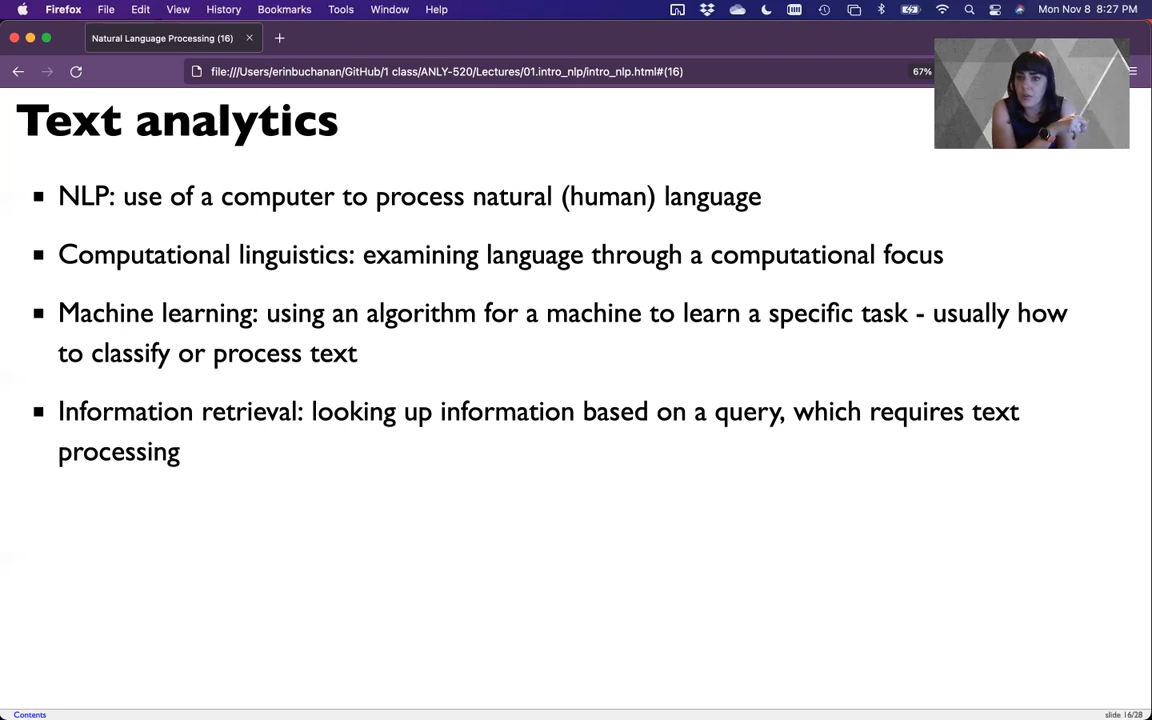 Firefox File Edit View History Bookmarks Tools Window Help Mon Nov 8 8:27 PM
Natural Language Processing (16)
file:///Users/erinbuchanan/GitHub/1 class/ANLY-520/Lectures/01.intro_nlp/intro_nlp.html#(16) 67%
Text analytics
NLP: use of a computer to process natural (human) language
Computational linguistics: examining language through a computational focus
Machine learning: using an algorithm for a machine to learn a specific task - usually how
to classify or process text
Information retrieval: looking up information based on a query, which requires text
processing
Contents slide 16/28